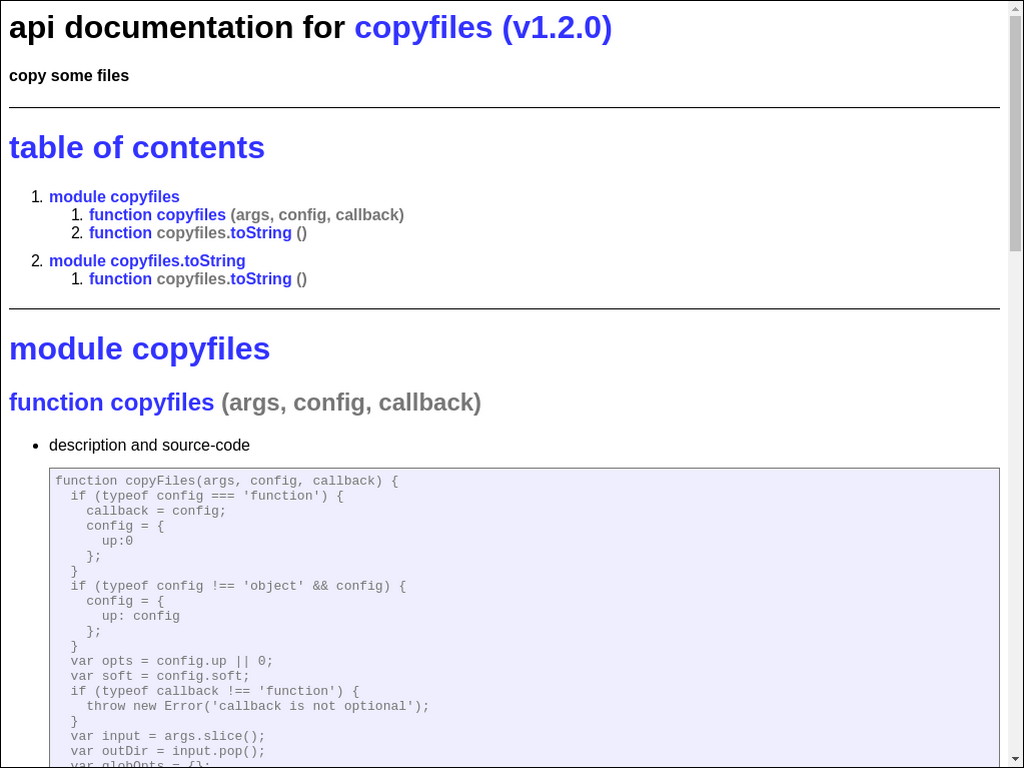 api documentation for copyfiles (v1.2.0)
copy some files
table of contents
1. module copyfiles
1. function copyfiles (args, config, callback)
2. function copyfiles.toString ()
2. module copyfiles.toString
1. function copyfiles.toString ()
module copyfiles
function copyfiles (args, config, callback)
• description and source-code
function copyFiles(args, config, callback) {
  if (typeof config === 'function') {
    callback = config;
    config = {
      up:0
    };
  }
  if (typeof config !== 'object' && config) {
    config = {
      up: config
    };
  }
  var opts = config.up || 0;
  var soft = config.soft;
  if (typeof callback !== 'function') {
    throw new Error('callback is not optional');
  }
  var input = args.slice();
  var outDir = input.pop();
  var globOpts = {};